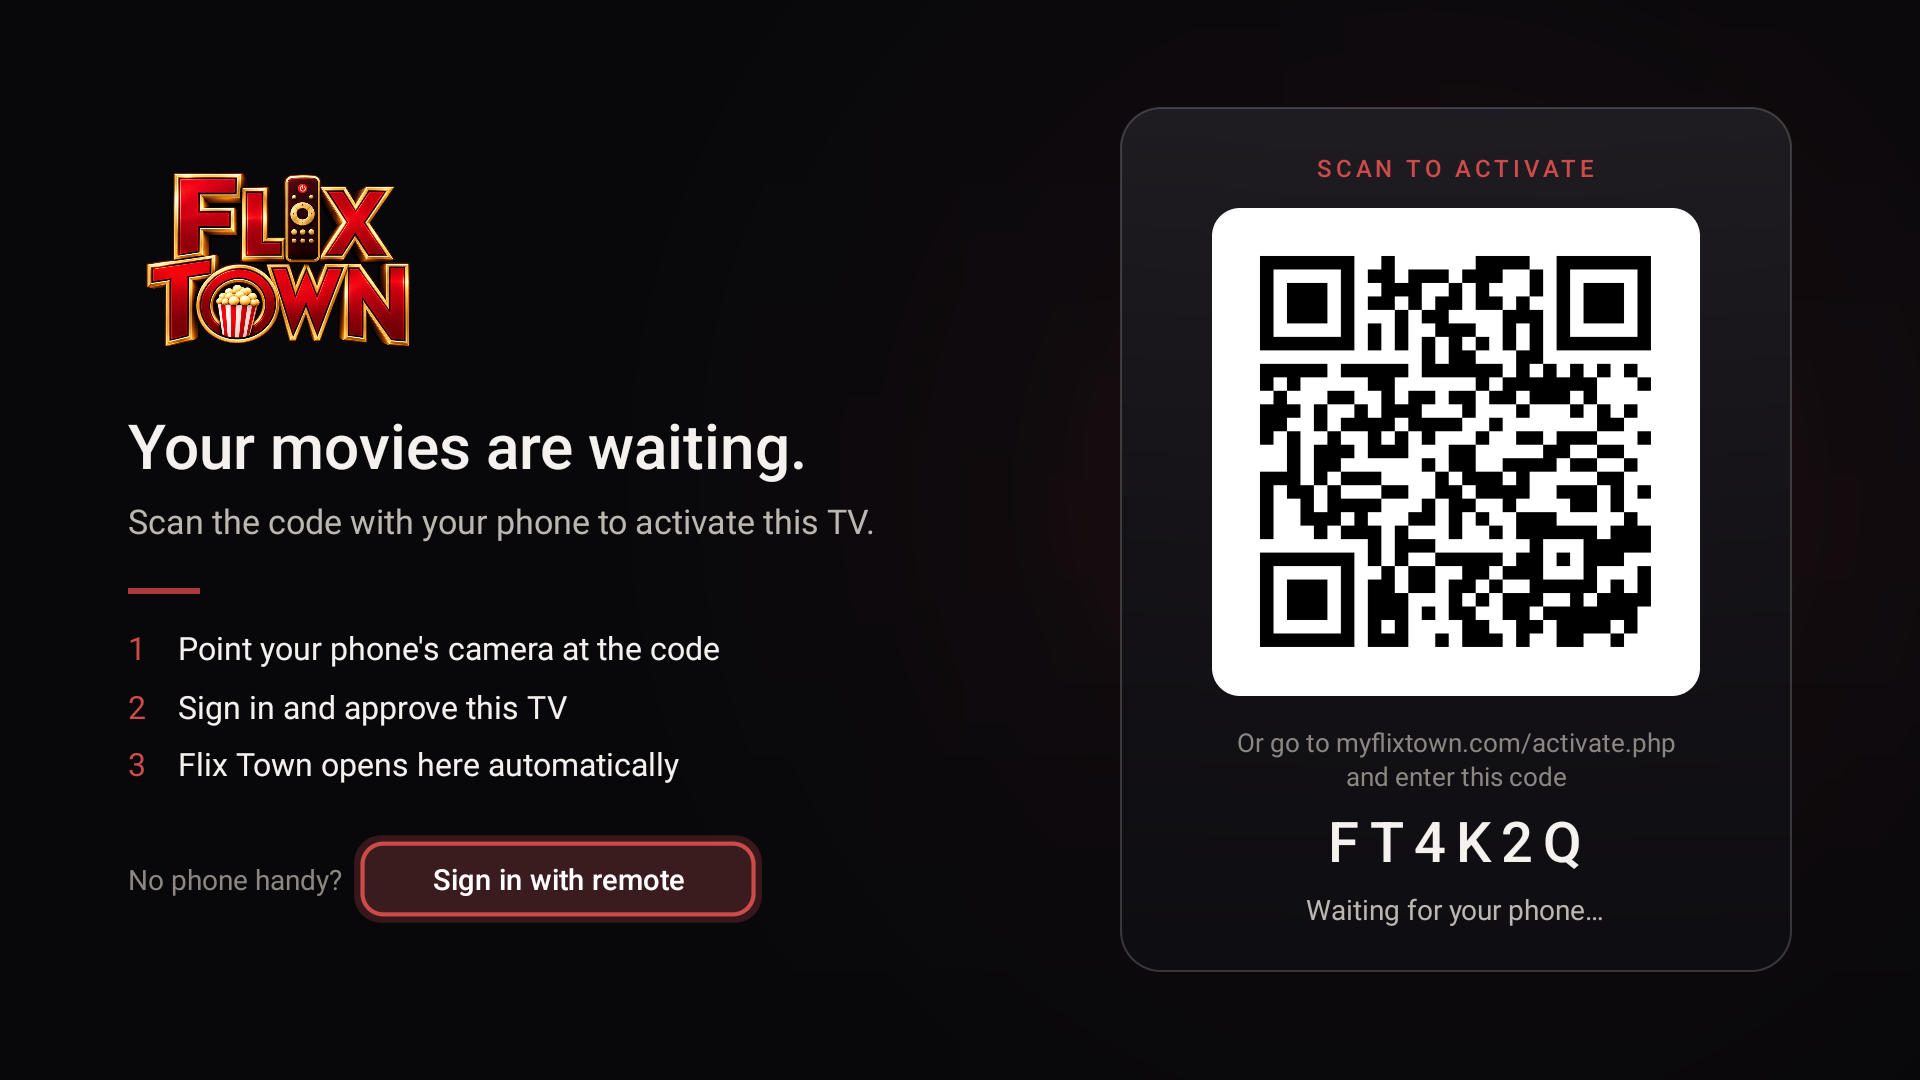 FLIX
TOWN
Your movies are waiting.
Scan the code with your phone to activate this TV.
1 Point your phone's camera at the code
2 Sign in and approve this TV
3 Flix Town opens here automatically
No phone handy? Sign in with remote
SCAN TO ACTIVATE
Or go to myflixtown.com/activate.php
and enter this code
FT4K2Q
Waiting for your phone…